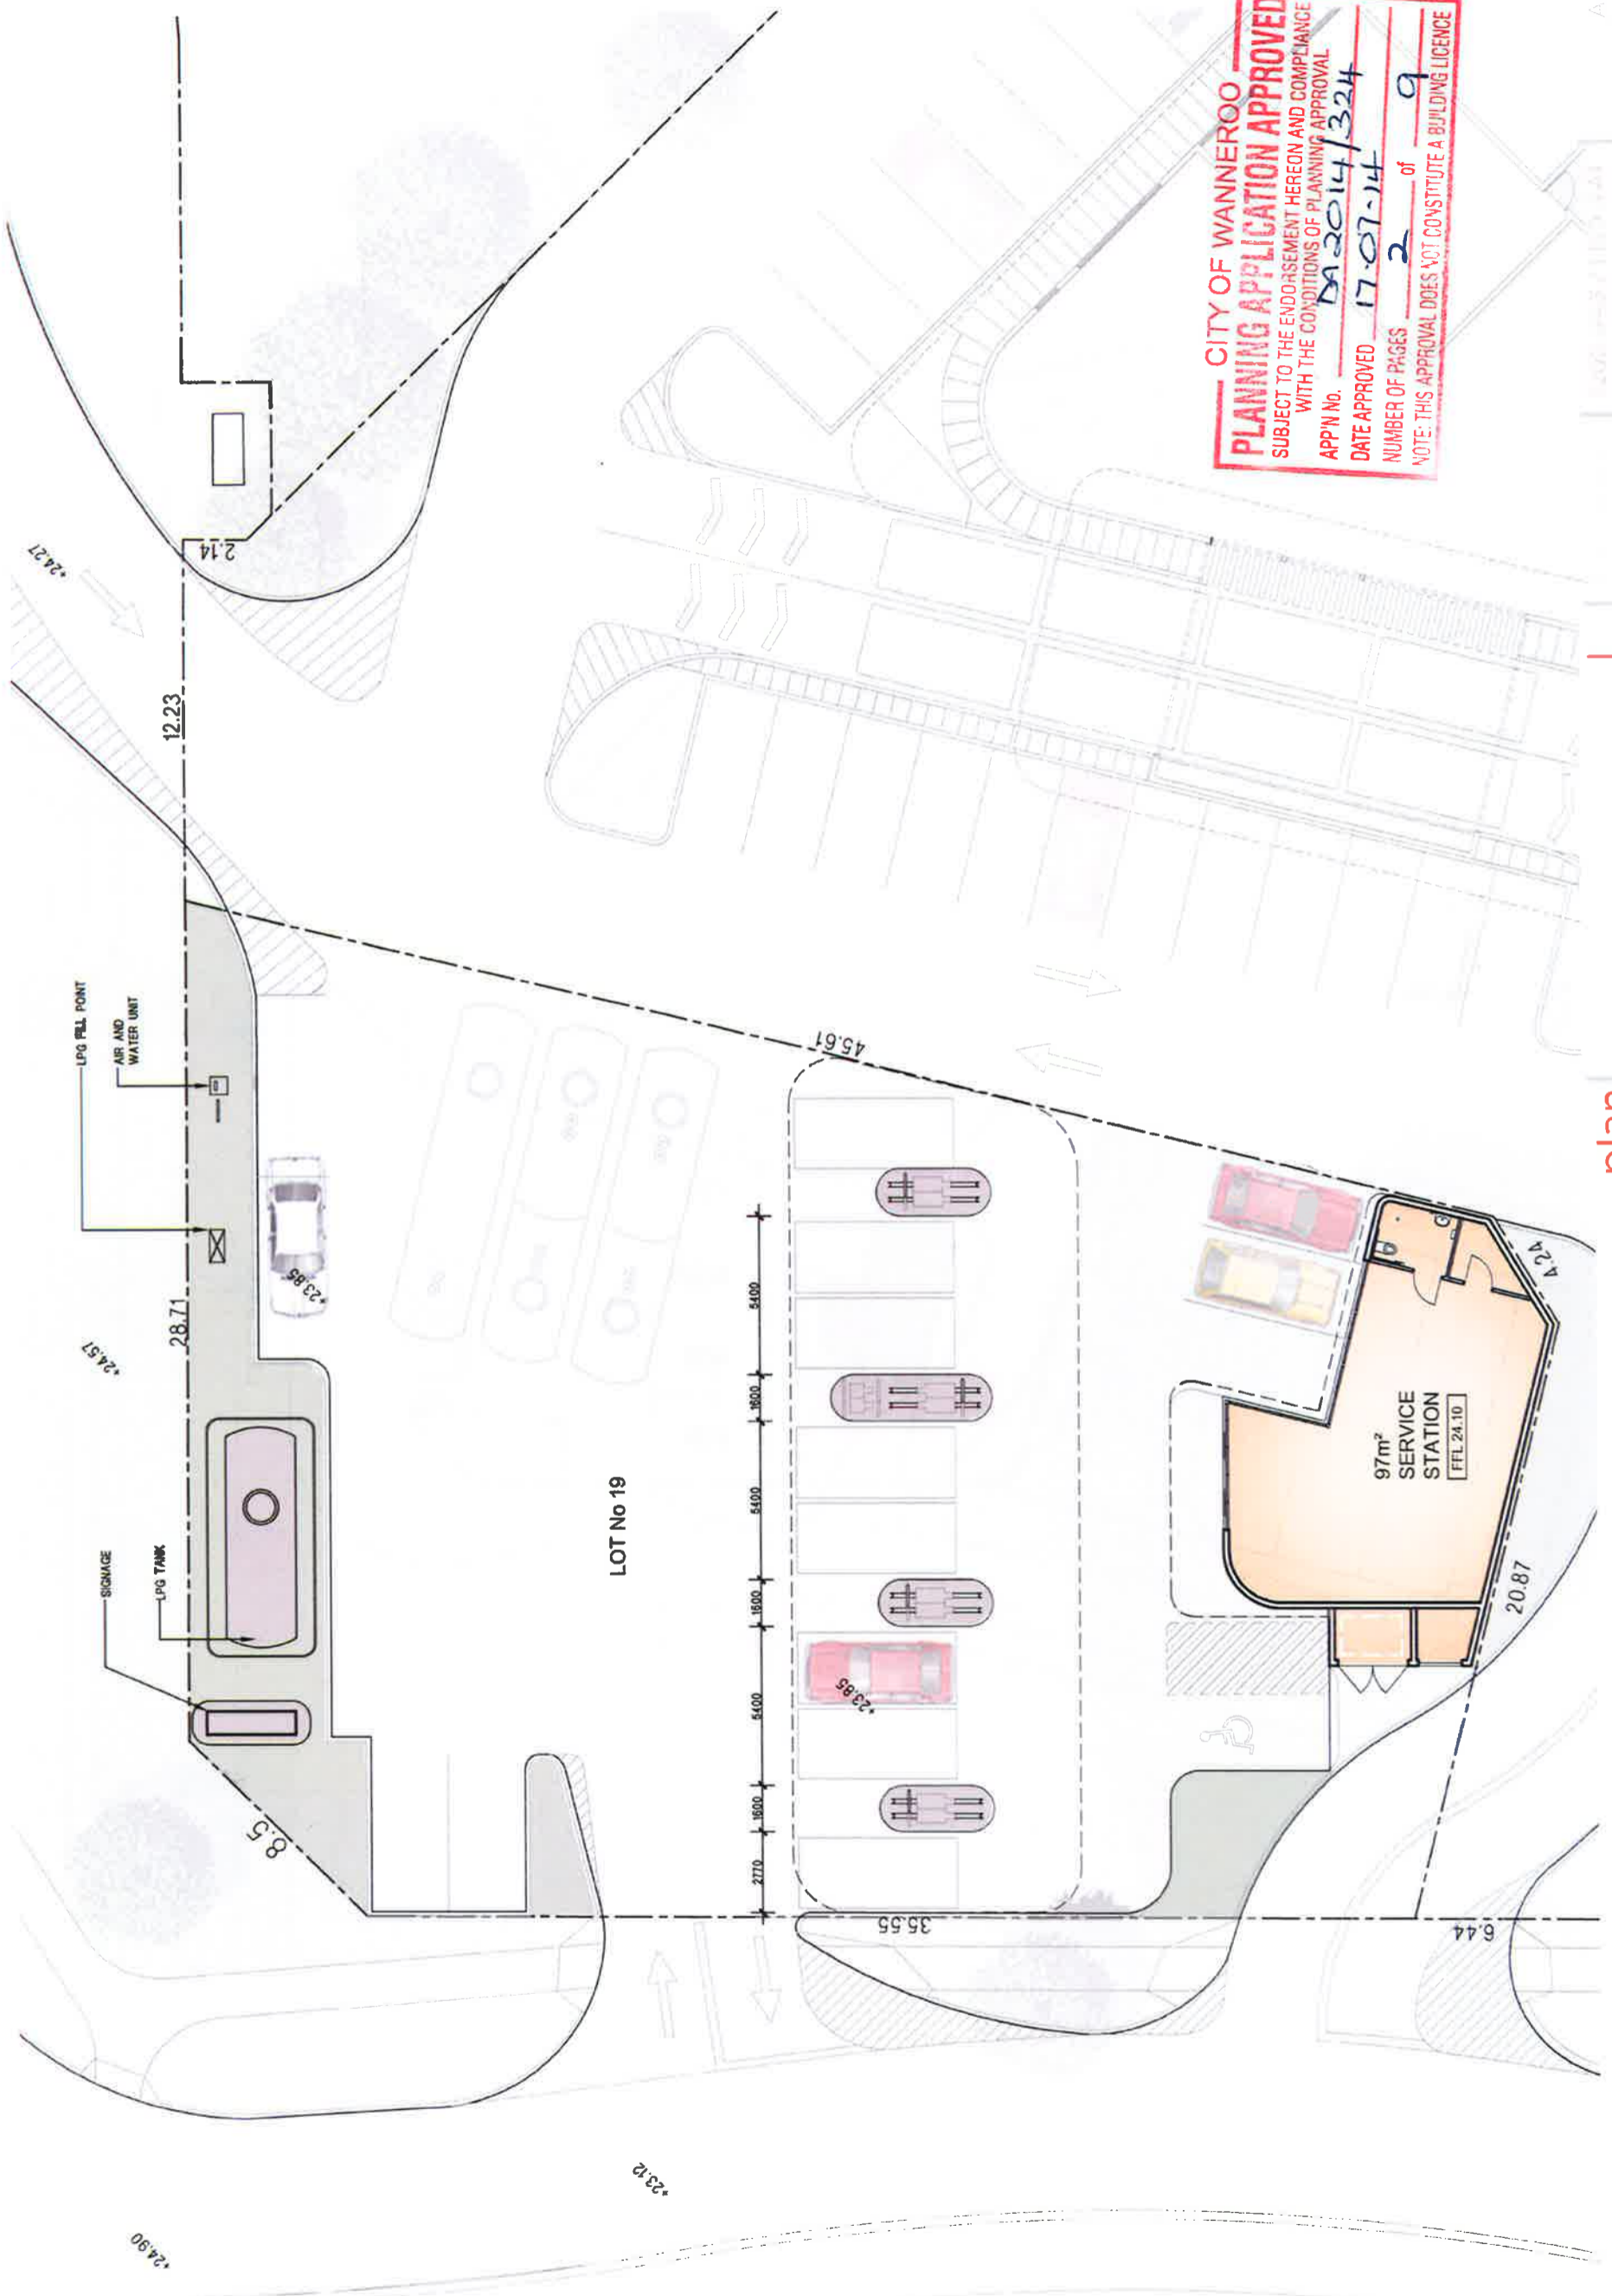 CITY OF WANNEROO
PLANNING APPLICATION APPROVED
SUBJECT TO THE ENDORSEMENT HEREON AND COMPLIANCE
WITH THE CONDITIONS OF PLANNING APPROVAL
APP'N No. DA2014/324
DATE APPROVED 17-07-14
NUMBER OF PAGES 2 of 9
NOTE: THIS APPROVAL DOES NOT CONSTITUTE A BUILDING LICENCE
+24.27
2.14
12.23
LPG FILL POINT
AIR AND
WATER UNIT
28.71
+24.57
+23.85
SIGNAGE
LPG TANK
8.5
LOT No 19
45.61
5400
1600
5400
1600
5400
1600
2770
+23.85
35.55
97m²
SERVICE
STATION
FFL 24.10
4.24
20.87
6.44
+23.12
+24.90
plan